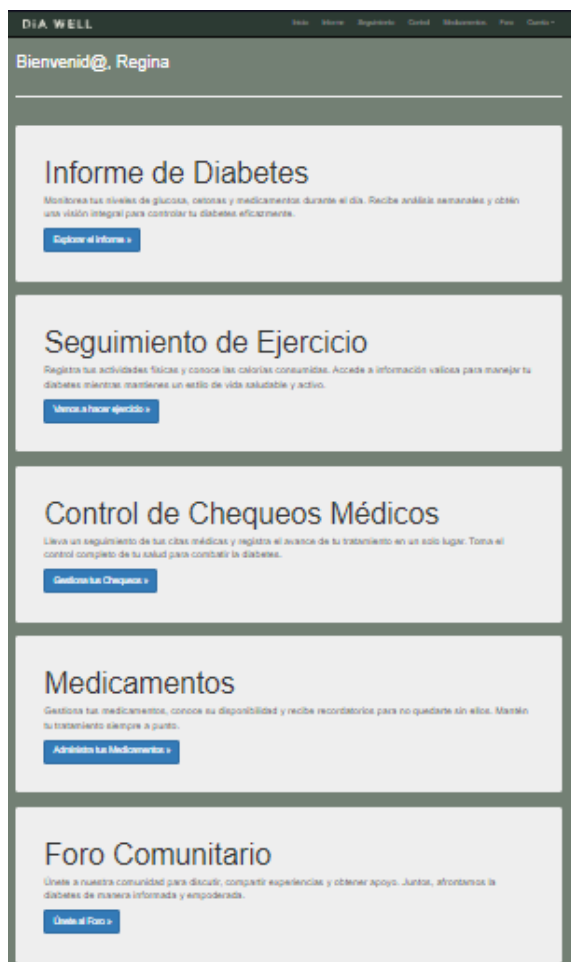 DiA WELL
Inicio Informe Seguimiento Control Medicamentos Foro Cuenta
Bienvenid@, Regina
Informe de Diabetes
Monitorea tus niveles de glucosa, cetonas y medicamentos durante el día. Recibe análisis semanales y obtén
una visión integral para controlar tu diabetes eficazmente.
Explorar el informe »
Seguimiento de Ejercicio
Registra tus actividades físicas y conoce las calorías consumidas. Accede a información valiosa para manejar tu
diabetes mientras mantienes un estilo de vida saludable y activo.
Vamos a hacer ejercicio »
Control de Chequeos Médicos
Lleva un seguimiento de tus citas médicas y registra el avance de tu tratamiento en un solo lugar. Toma el
control completo de tu salud para combatir la diabetes.
Gestiona tus Chequeos »
Medicamentos
Gestiona tus medicamentos, conoce su disponibilidad y recibe recordatorios para no quedarte sin ellos. Mantén
tu tratamiento siempre a punto.
Administra tus Medicamentos »
Foro Comunitario
Únete a nuestra comunidad para discutir, compartir experiencias y obtener apoyo. Juntos, afrontamos la
diabetes de manera informada y empoderada.
Únete al Foro »